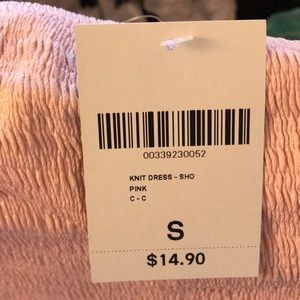 00339230052
KNIT DRESS - SHO
PINK
C - C
S
$14.90